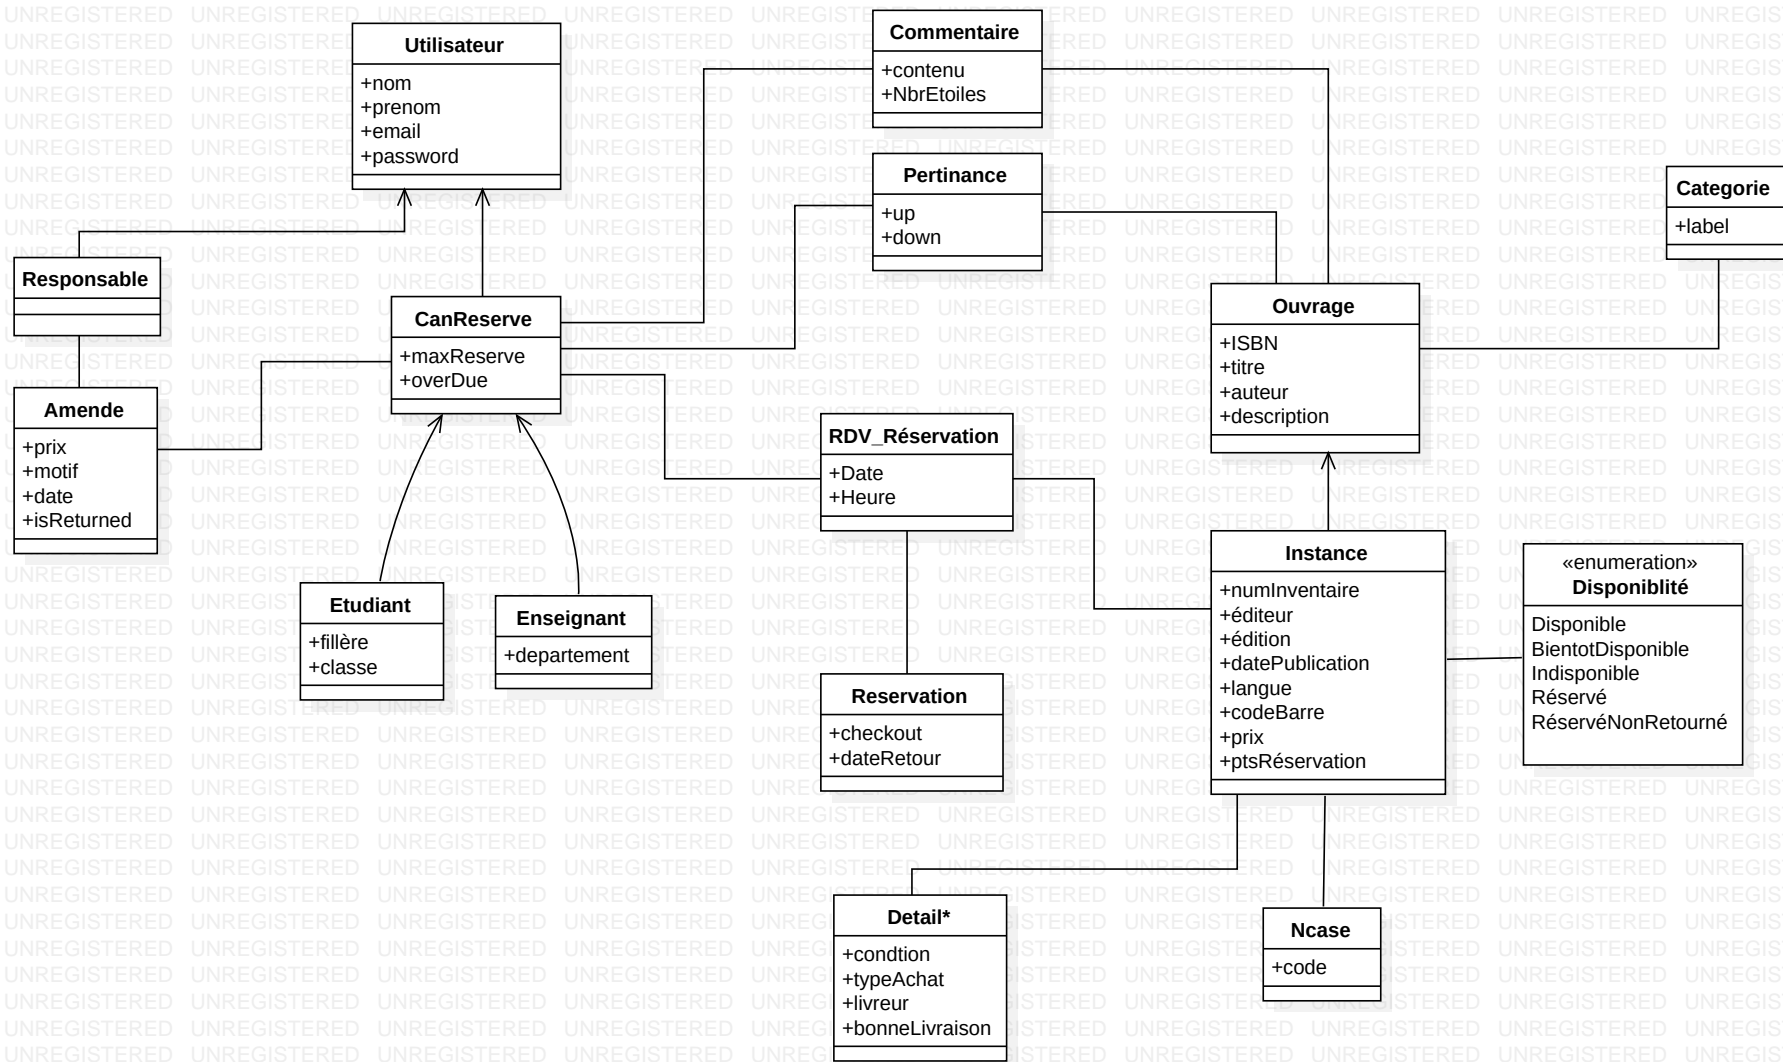 Utilisateur
+nom
+prenom
+email
+password
Commentaire
+contenu
+NbrEtoiles
Pertinance
+up
+down
Categorie
+label
Responsable
CanReserve
+maxReserve
+overDue
Ouvrage
+ISBN
+titre
+auteur
+description
Amende
+prix
+motif
+date
+isReturned
RDV_Réservation
+Date
+Heure
Instance
+numInventaire
+éditeur
+édition
+datePublication
+langue
+codeBarre
+prix
+ptsRéservation
«enumeration»
Disponiblité
Disponible
BientotDisponible
Indisponible
Réservé
RéservéNonRetourné
Etudiant
+fillère
+classe
Enseignant
+departement
Reservation
+checkout
+dateRetour
Detail*
+condtion
+typeAchat
+livreur
+bonneLivraison
Ncase
+code
UNREGISTERED